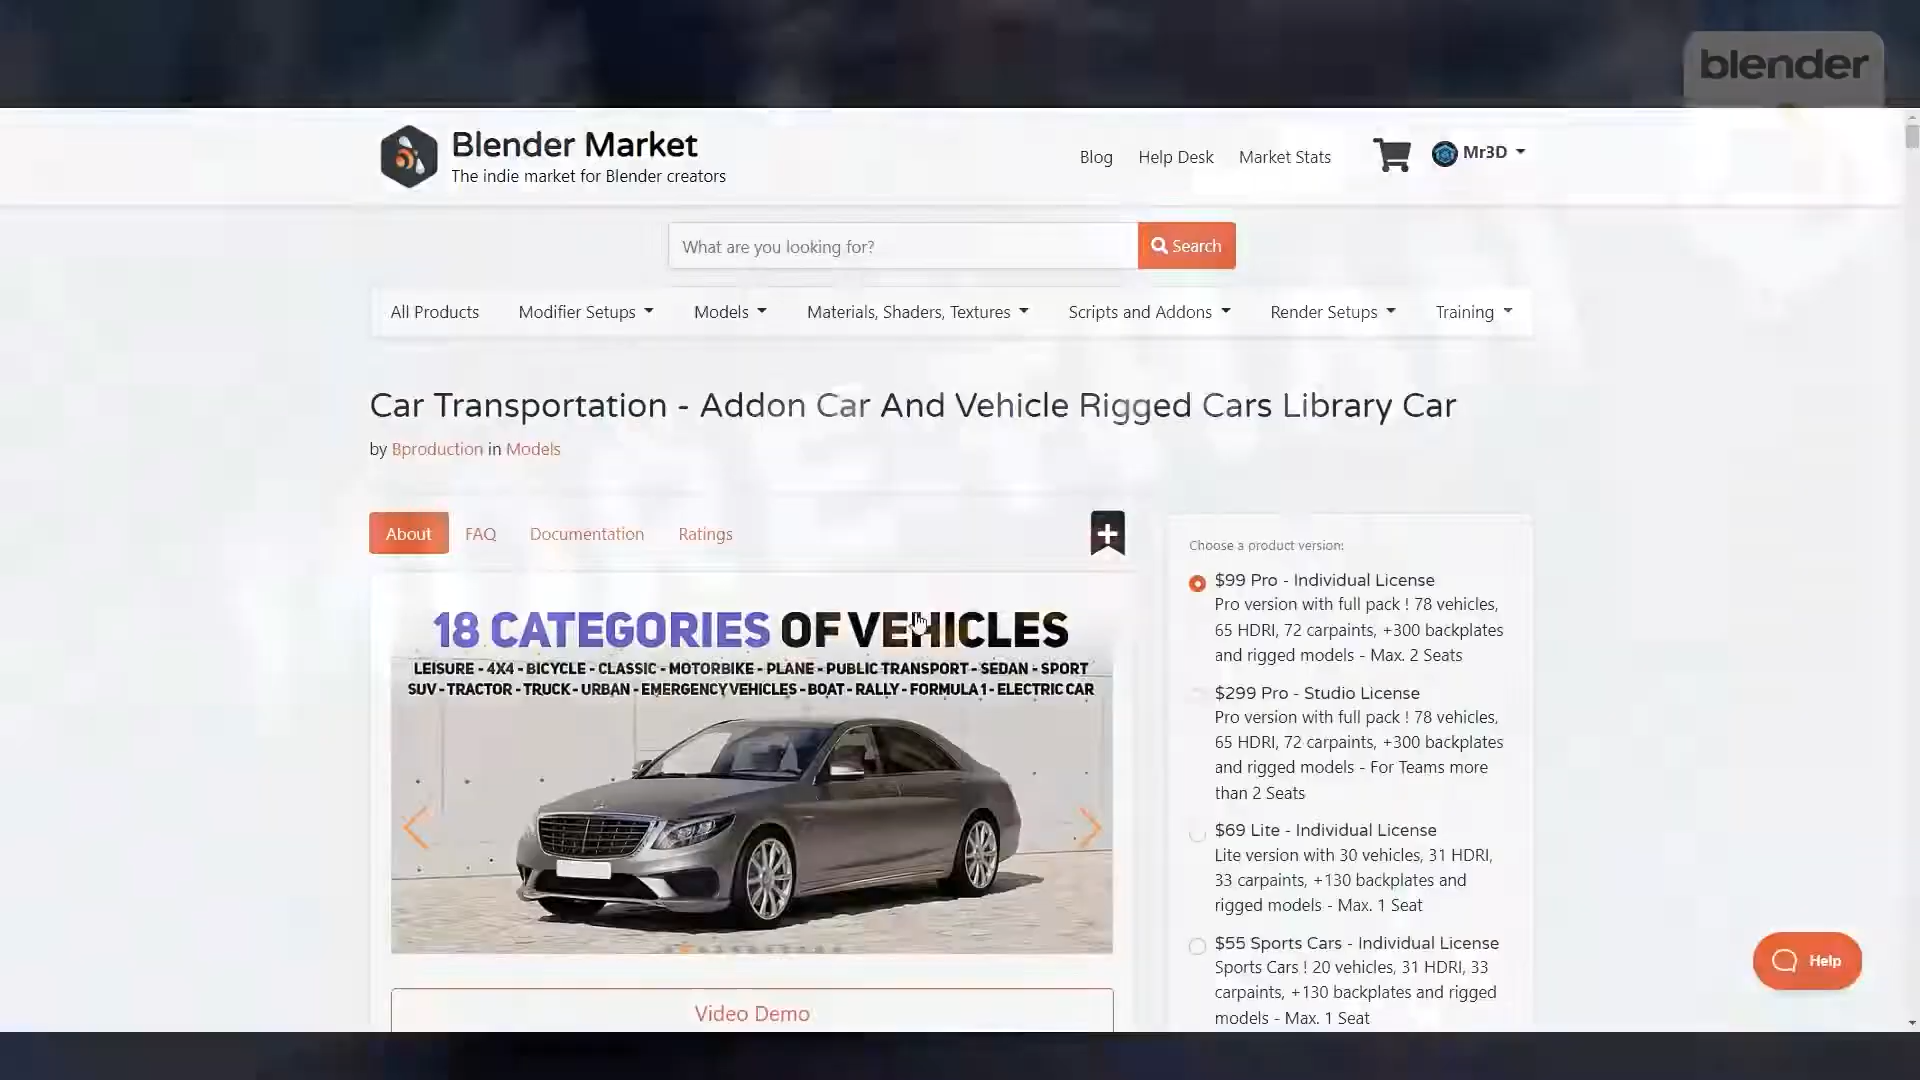 blender
Blender Market
The indie market for Blender creators
Blog
Help Desk
Market Stats
Mr3D
What are you looking for?
Search
All Products
Modifier Setups
Models
Materials, Shaders, Textures
Scripts and Addons
Render Setups
Training
Car Transportation - Addon Car And Vehicle Rigged Cars Library Car
by Bproduction in Models
About
FAQ
Documentation
Ratings
18 CATEGORIES OF VEHICLES
LEISURE - 4X4 - BICYCLE - CLASSIC - MOTORBIKE - PLANE - PUBLIC TRANSPORT - SEDAN - SPORT
SUV - TRACTOR - TRUCK - URBAN - EMERGENCY VEHICLES - BOAT - RALLY - FORMULA 1 - ELECTRIC CAR
Video Demo
Choose a product version:
$99 Pro - Individual License
Pro version with full pack ! 78 vehicles,
65 HDRI, 72 carpaints, +300 backplates
and rigged models - Max. 2 Seats
$299 Pro - Studio License
Pro version with full pack ! 78 vehicles,
65 HDRI, 72 carpaints, +300 backplates
and rigged models - For Teams more
than 2 Seats
$69 Lite - Individual License
Lite version with 30 vehicles, 31 HDRI,
33 carpaints, +130 backplates and
rigged models - Max. 1 Seat
$55 Sports Cars - Individual License
Sports Cars ! 20 vehicles, 31 HDRI, 33
carpaints, +130 backplates and rigged
models - Max. 1 Seat
Help